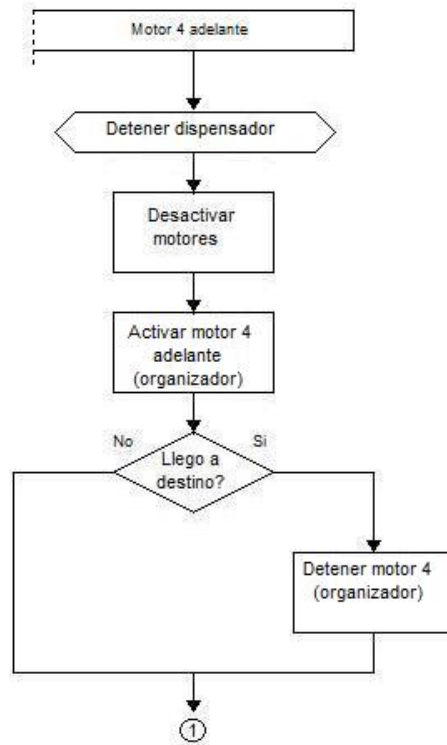 Motor 4 adelante
Detener dispensador
Desactivar
motores
Activar motor 4
adelante
(organizador)
No
Si
Llego a
destino?
Detener motor 4
(organizador)
1